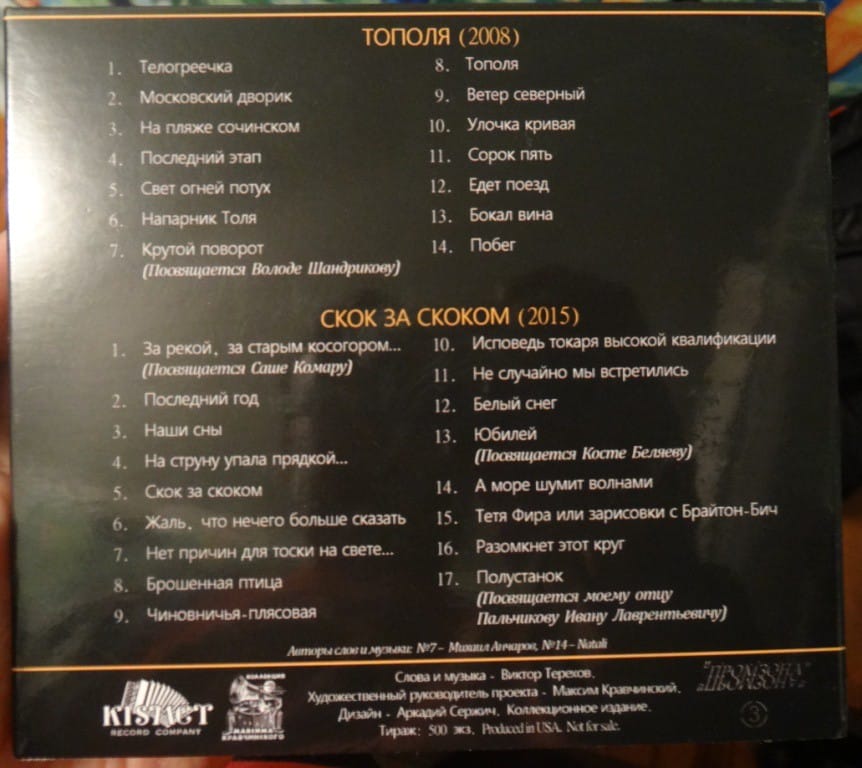 ТОПОЛЯ (2008)
1. Телогреечка
2. Московский дворик
3. На пляже сочинском
4. Последний этап
5. Свет огней потух
6. Напарник Толя
7. Крутой поворот
(Посвящается Володе Шандрикову)
8. Тополя
9. Ветер северный
10. Улочка кривая
11. Сорок пять
12. Едет поезд
13. Бокал вина
14. Побег
СКОК ЗА СКОКОМ (2015)
1. За рекой, за старым косогором...
(Посвящается Саше Комару)
2. Последний год
3. Наши сны
4. На струну упала прядкой...
5. Скок за скоком
6. Жаль, что нечего больше сказать
7. Нет причин для тоски на свете...
8. Брошенная птица
9. Чиновничья-плясовая
10. Исповедь токаря высокой квалификации
11. Не случайно мы встретились
12. Белый снег
13. Юбилей
(Посвящается Косте Беляеву)
14. А море шумит волнами
15. Тетя Фира или зарисовки с Брайтон-Бич
16. Разомкнет этот круг
17. Полустанок
(Посвящается моему отцу
Пальчикову Ивану Лаврентьевичу)
Авторы слов и музыки: №7 – Михаил Анчаров, №14 – Natali
KISMET
RECORD COMPANY
КОЛЛЕКЦИЯ
МАКСИМА
КРАВЧИНСКОГО
Слова и музыка - Виктор Терехов.
Художественный руководитель проекта - Максим Кравчинский.
Дизайн - Аркадий Сержич. Коллекционное издание.
Тираж: 500 экз. Produced in USA. Not for sale.
3